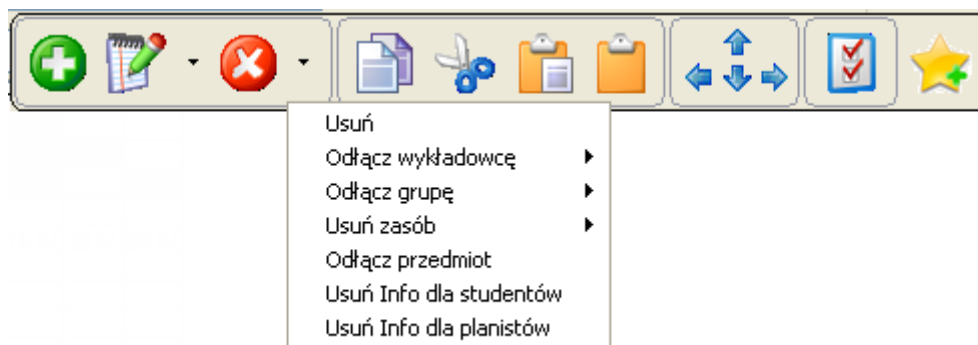 Usuń
Odłącz wykładowcę
Odłącz grupę
Usuń zasób
Odłącz przedmiot
Usuń Info dla studentów
Usuń Info dla planistów